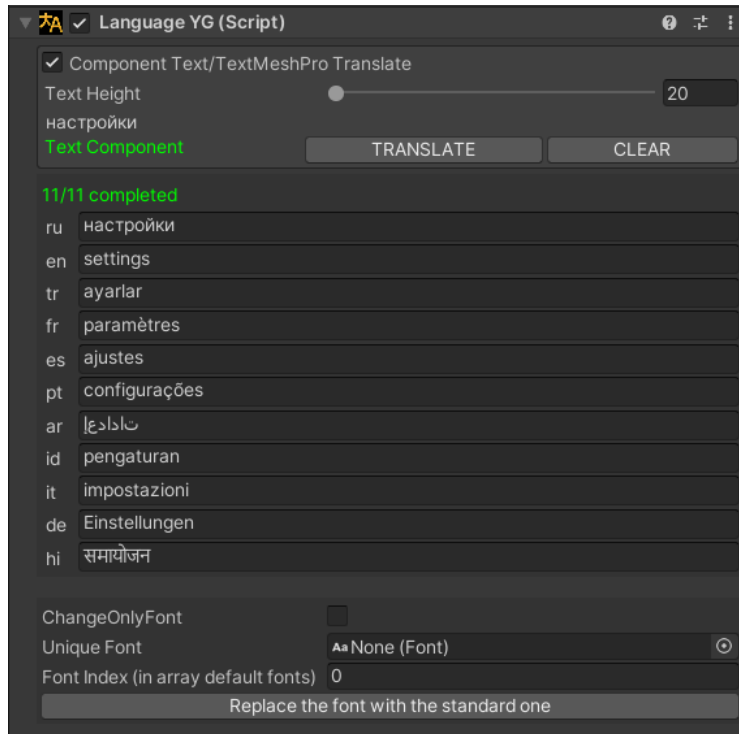 Language YG (Script)
Component Text/TextMeshPro Translate
Text Height 20
настройки
Text Component TRANSLATE CLEAR
11/11 completed
ru настройки
en settings
tr ayarlar
fr paramètres
es ajustes
pt configurações
ar تادادعإ
id pengaturan
it impostazioni
de Einstellungen
hi समायोजन
ChangeOnlyFont
Unique Font Aa None (Font)
Font Index (in array default fonts) 0
Replace the font with the standard one